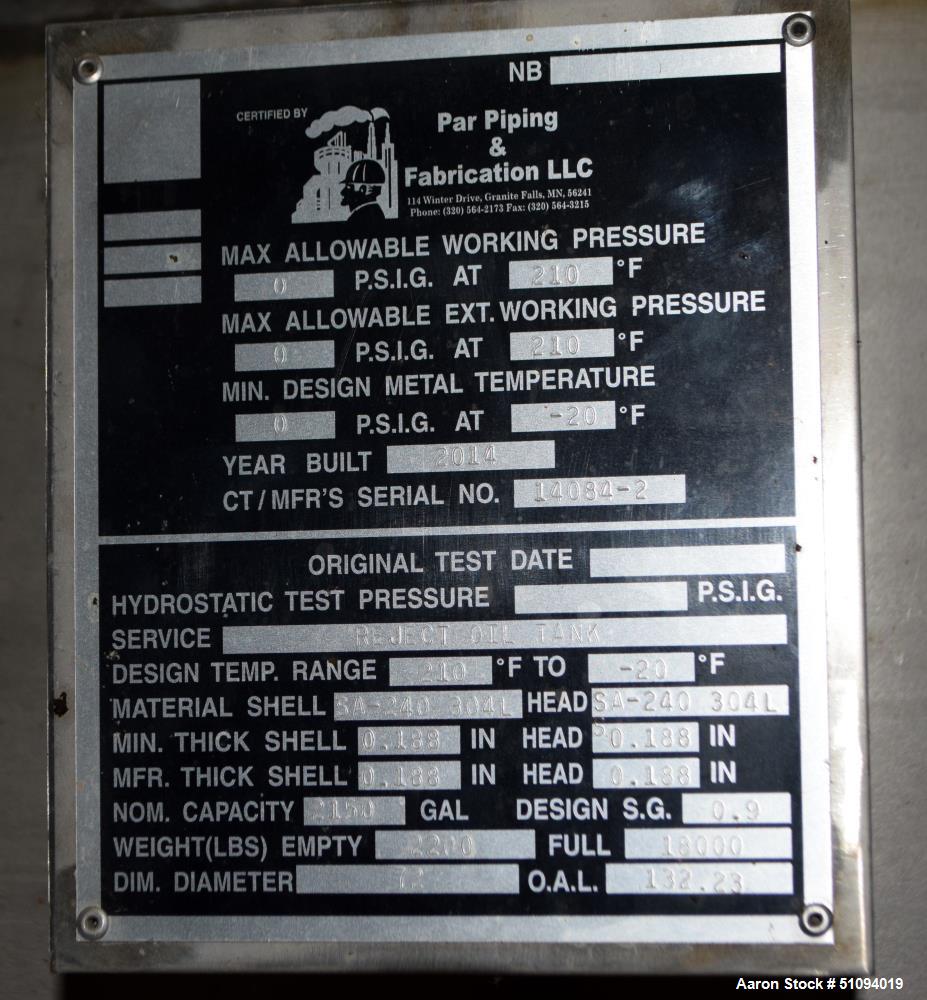 NB
CERTIFIED BY
Par Piping
&
Fabrication LLC
114 Winter Drive, Granite Falls, MN, 56241
Phone: (320) 564-2173 Fax: (320) 564-3215
MAX ALLOWABLE WORKING PRESSURE
0 P.S.I.G. AT 210 °F
MAX ALLOWABLE EXT. WORKING PRESSURE
0 P.S.I.G. AT 210 °F
MIN. DESIGN METAL TEMPERATURE
0 P.S.I.G. AT -20 °F
YEAR BUILT 2014
CT/MFR'S SERIAL NO. 14084-2
ORIGINAL TEST DATE
HYDROSTATIC TEST PRESSURE P.S.I.G.
SERVICE REJECT OIL TANK
DESIGN TEMP. RANGE 210 °F TO -20 °F
MATERIAL SHELL SA-240 304L HEAD SA-240 304L
MIN. THICK SHELL 0.188 IN HEAD 0.188 IN
MFR. THICK SHELL 0.188 IN HEAD 0.188 IN
NOM. CAPACITY 2150 GAL DESIGN S.G. 0.9
WEIGHT(LBS) EMPTY 2200 FULL 18000
DIM. DIAMETER 72 O.A.L. 132.23
Aaron Stock # 51094019